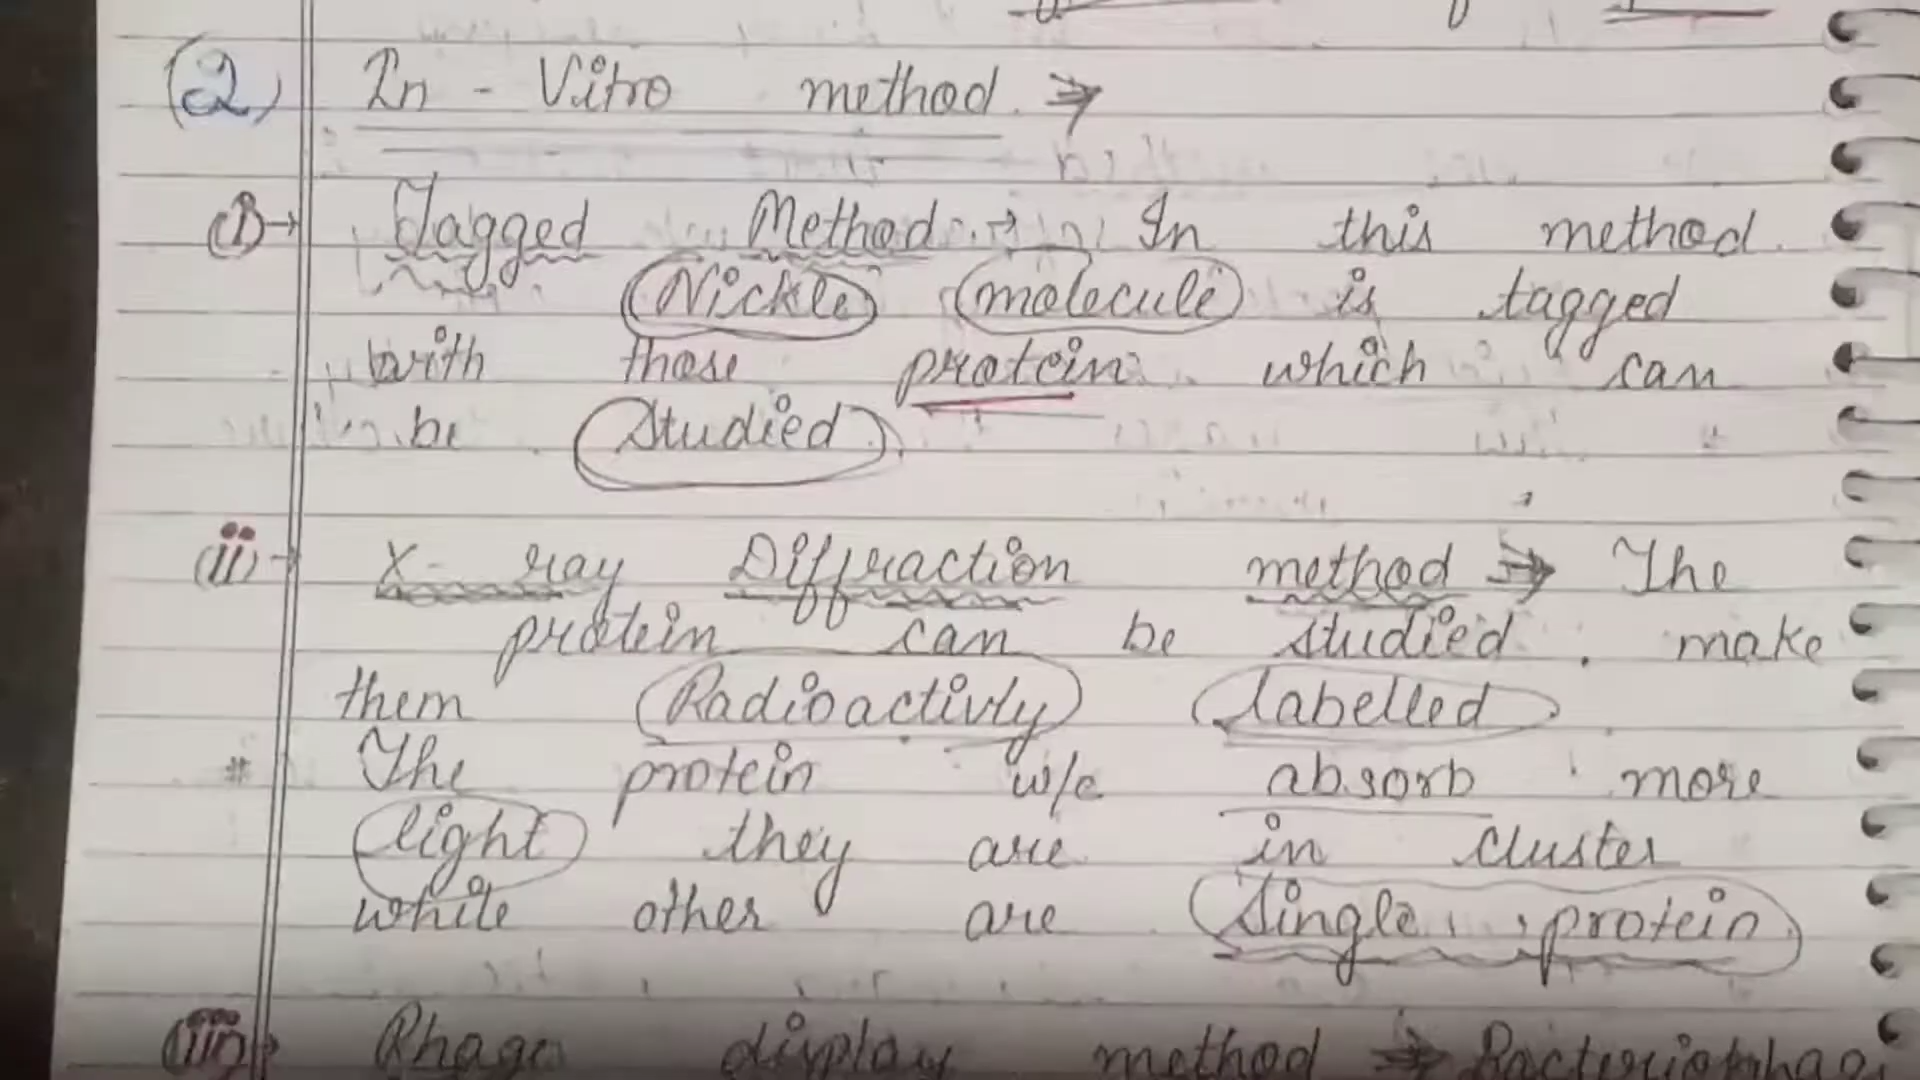 (2) In - Vitro method →
(i)→ Tagged Method → In this method
Nickle molecule is tagged
with those protein which can
be studied.
(ii)→ X-ray Diffraction method → The
protein can be studied. make
them Radioactivly labelled.
# The protein w/c absorb more
light they are in cluster
while other are single protein
(iii)→ Phage display method → Bacteriophag